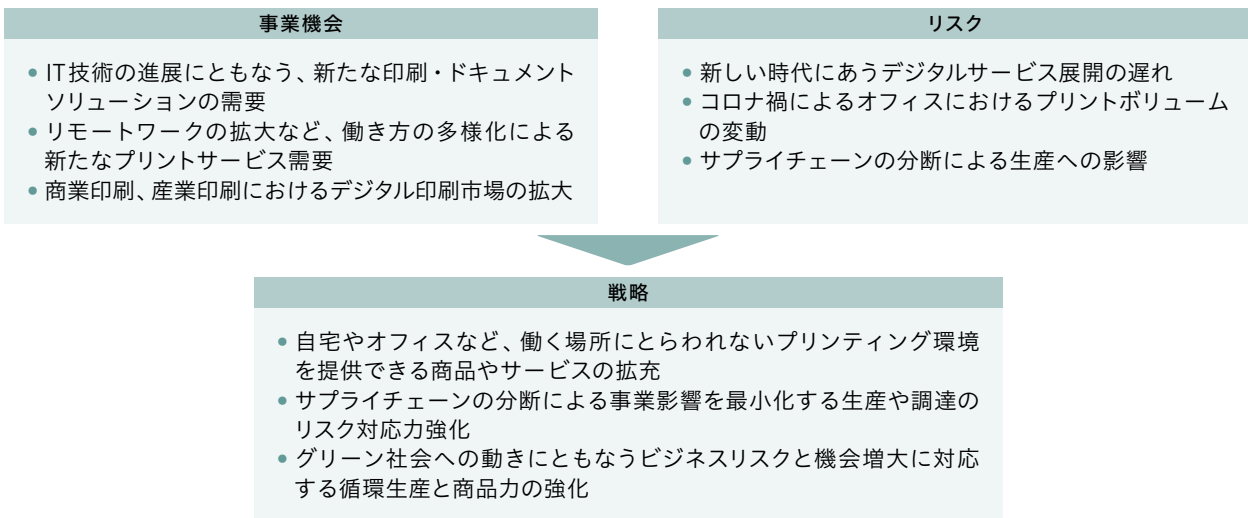 事業機会
• IT技術の進展にともなう、新たな印刷・ドキュメント
ソリューションの需要
• リモートワークの拡大など、働き方の多様化による
新たなプリントサービス需要
• 商業印刷、産業印刷におけるデジタル印刷市場の拡大
リスク
• 新しい時代にあうデジタルサービス展開の遅れ
• コロナ禍によるオフィスにおけるプリントボリューム
の変動
• サプライチェーンの分断による生産への影響
戦略
• 自宅やオフィスなど、働く場所にとらわれないプリンティング環境
を提供できる商品やサービスの拡充
• サプライチェーンの分断による事業影響を最小化する生産や調達の
リスク対応力強化
• グリーン社会への動きにともなうビジネスリスクと機会増大に対応
する循環生産と商品力の強化